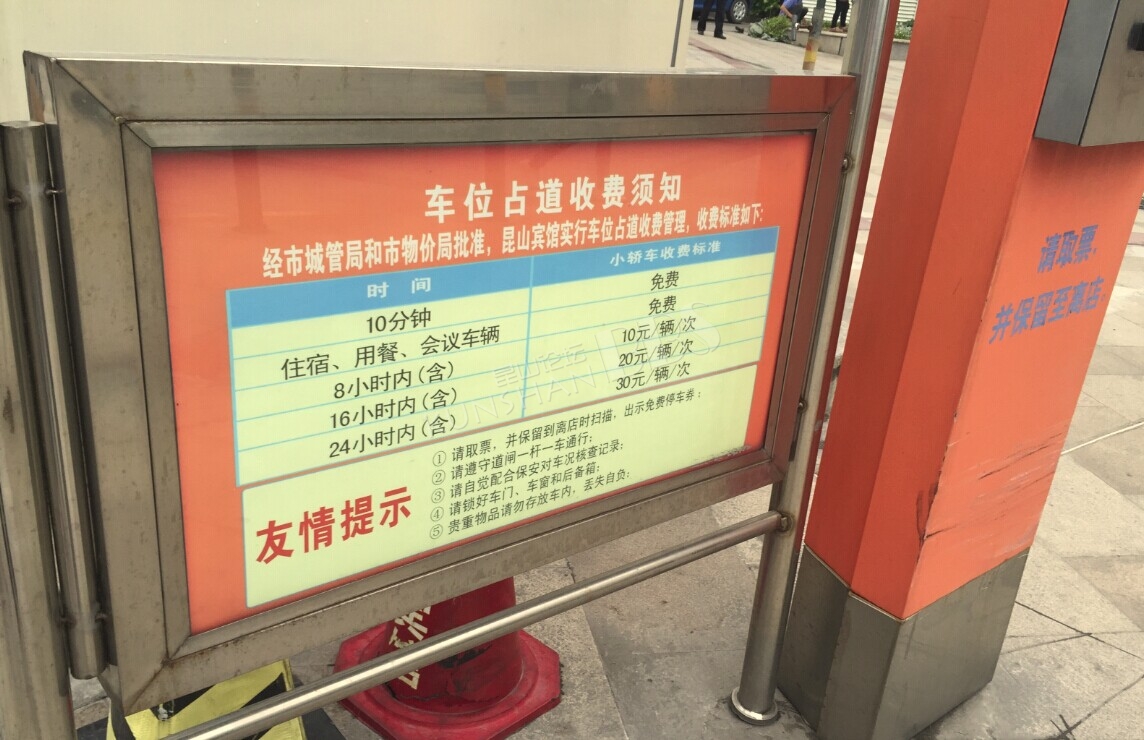 车位占道收费须知
经市城管局和市物价局批准，昆山宾馆实行车位占道收费管理，收费标准如下：
时 间 小轿车收费标准
10分钟 免费
住宿、用餐、会议车辆 免费
8小时内(含) 10元/辆/次
16小时内(含) 20元/辆/次
24小时内(含) 30元/辆/次
友情提示
① 请取票，并保留到离店时扫描，出示免费停车券；
② 请遵守道闸一杆一车通行；
③ 请自觉配合保安对车况核查记录；
④ 请锁好车门、车窗和后备箱；
⑤ 贵重物品请勿存放车内，丢失自负；
请取票，
并保留至离店。
昆山论坛
KUNSHAN BBS